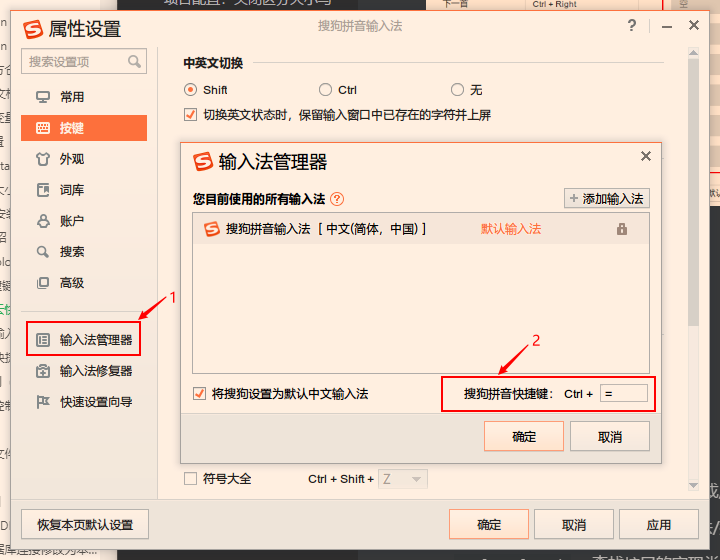 下一首 Ctrl + Right
属性设置
搜狗拼音输入法
?
搜索设置项
常用
按键
外观
词库
账户
搜索
高级
输入法管理器
输入法修复器
快速设置向导
1
中英文切换
Shift
Ctrl
无
切换英文状态时，保留输入窗口中已存在的字符并上屏
输入法管理器
您目前使用的所有输入法 ?
+ 添加输入法
搜狗拼音输入法 [ 中文(简体，中国) ]
默认输入法
2
将搜狗设置为默认中文输入法
搜狗拼音快捷键： Ctrl + =
确定
取消
符号大全
Ctrl + Shift + Z
恢复本页默认设置
确定
取消
应用